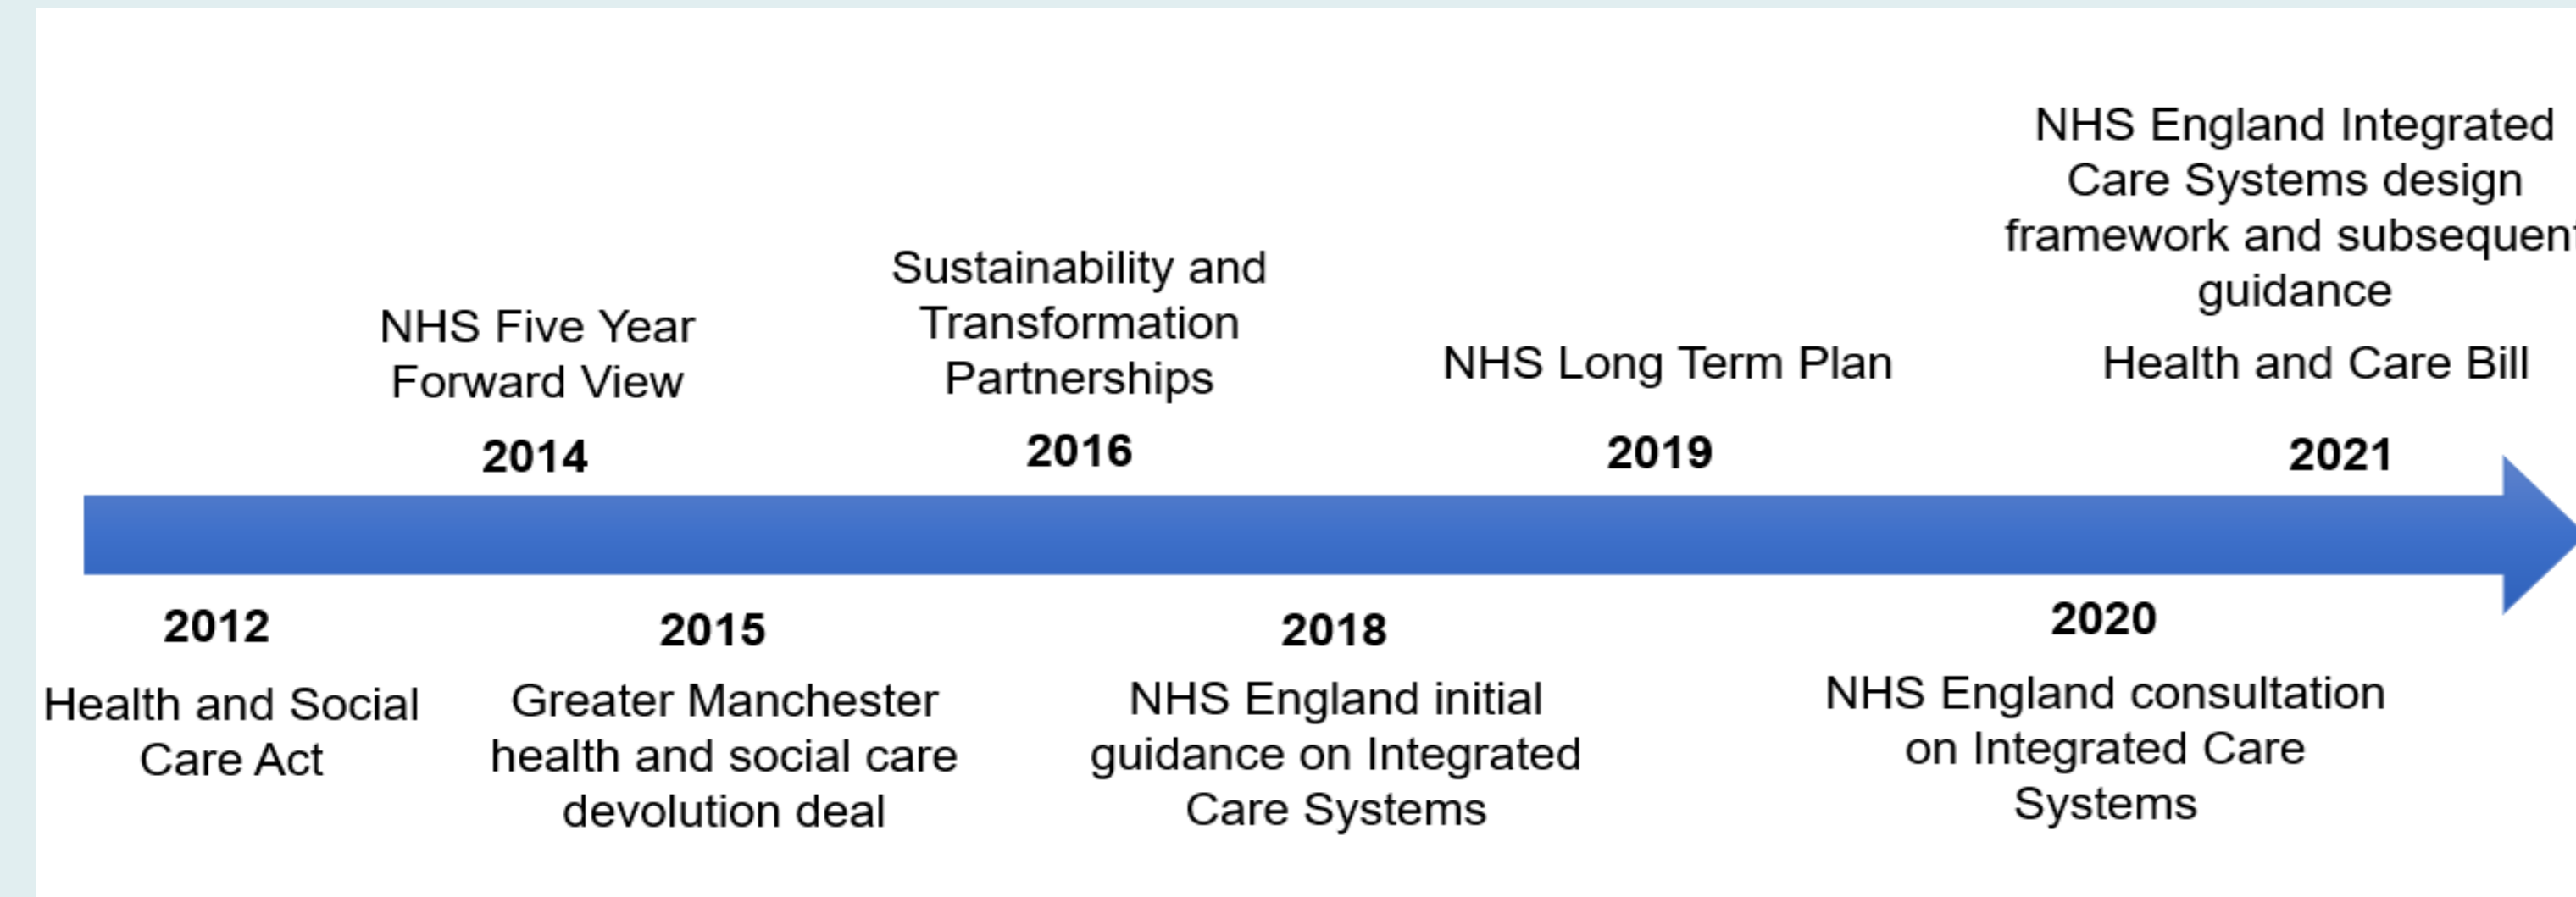 NHS England Integrated
Care Systems design
framework and subsequent
guidance
Health and Care Bill
2021
Sustainability and
Transformation
Partnerships
2016
NHS Five Year
Forward View
2014
NHS Long Term Plan
2019
2012
Health and Social
Care Act
2015
Greater Manchester
health and social care
devolution deal
2018
NHS England initial
guidance on Integrated
Care Systems
2020
NHS England consultation
on Integrated Care
Systems